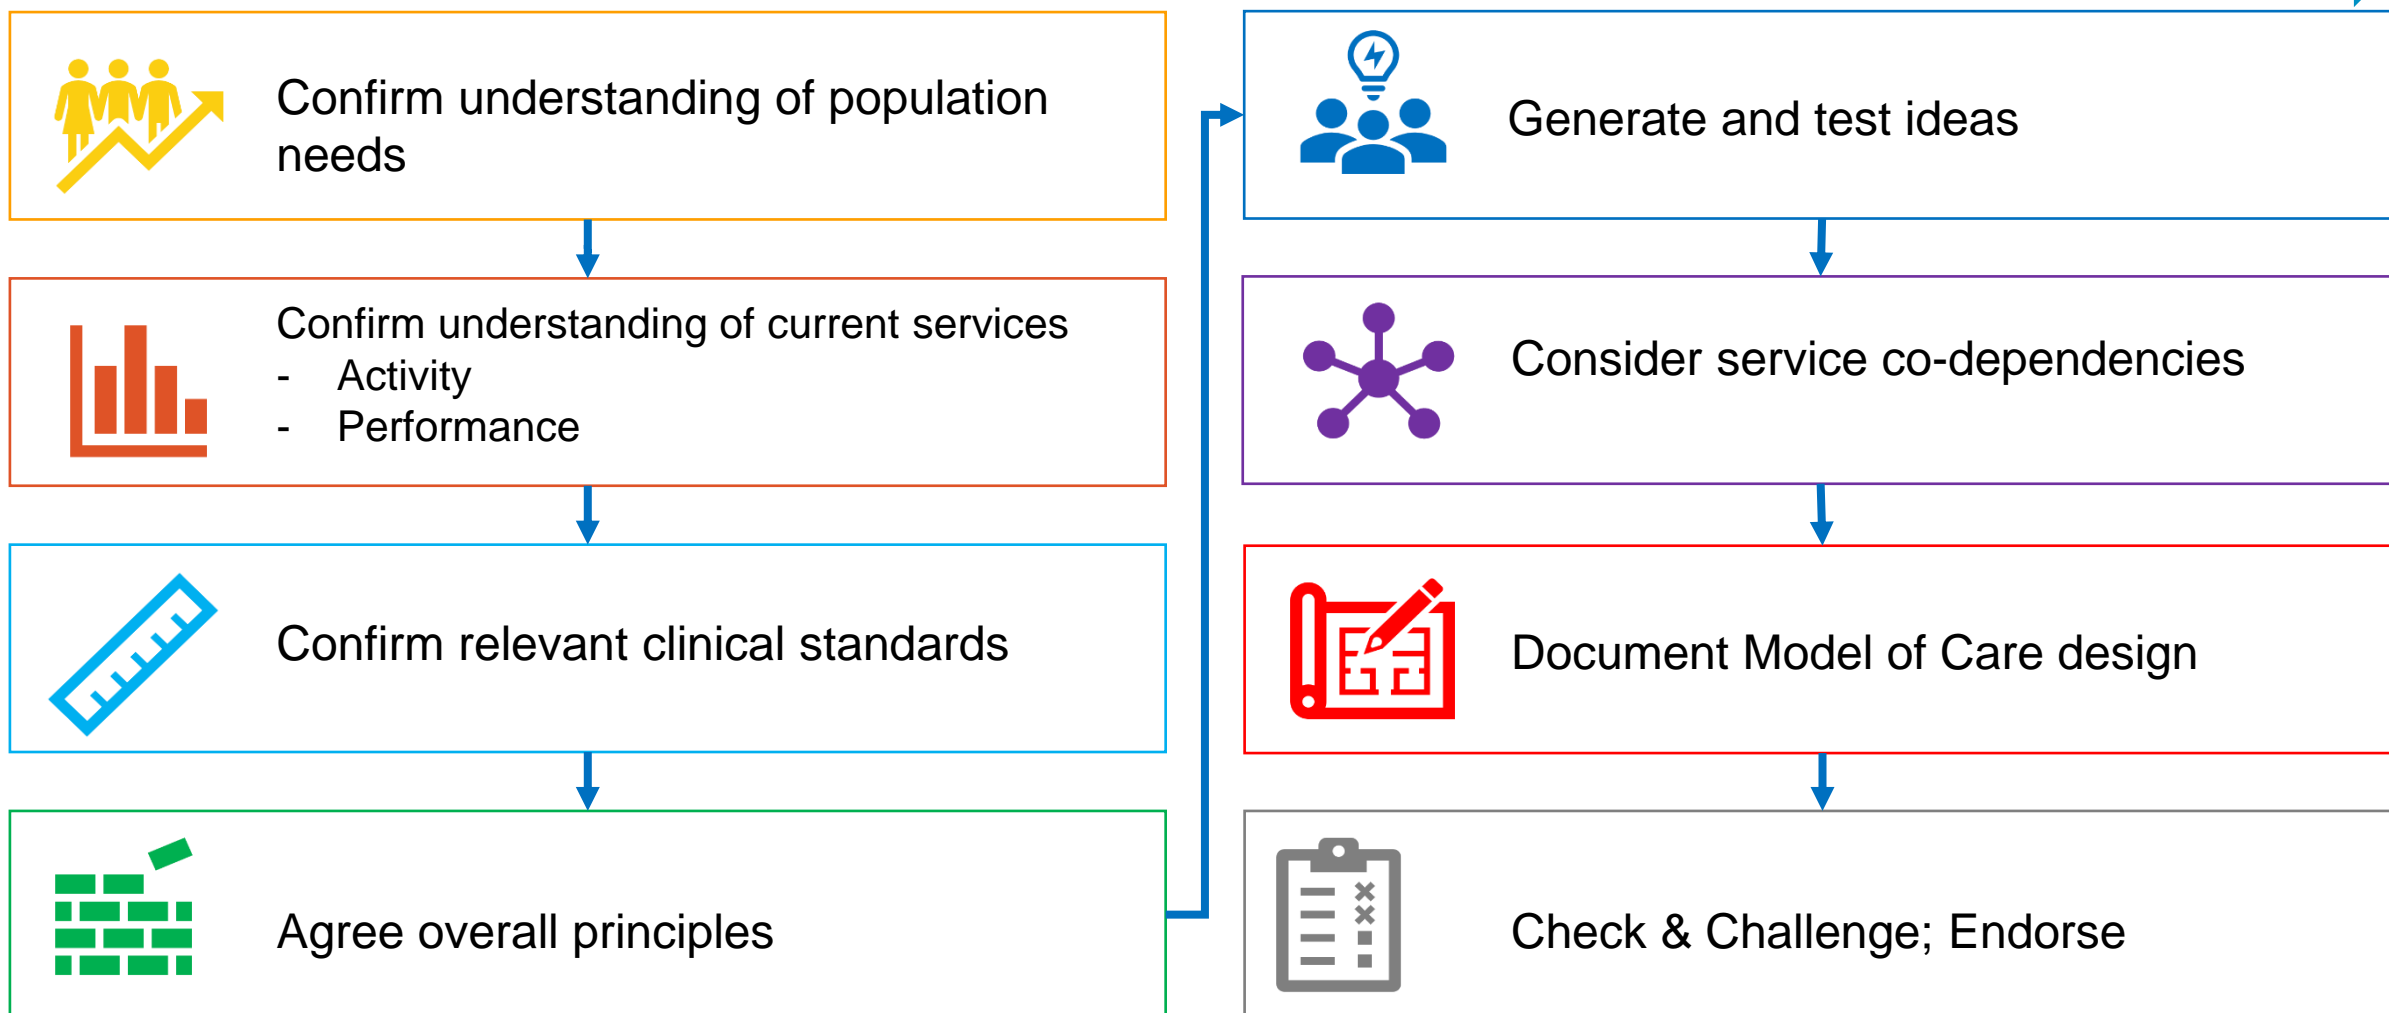 Confirm understanding of population
needs
Confirm understanding of current services
- Activity
- Performance
Confirm relevant clinical standards
Agree overall principles
Generate and test ideas
Consider service co-dependencies
Document Model of Care design
Check & Challenge; Endorse